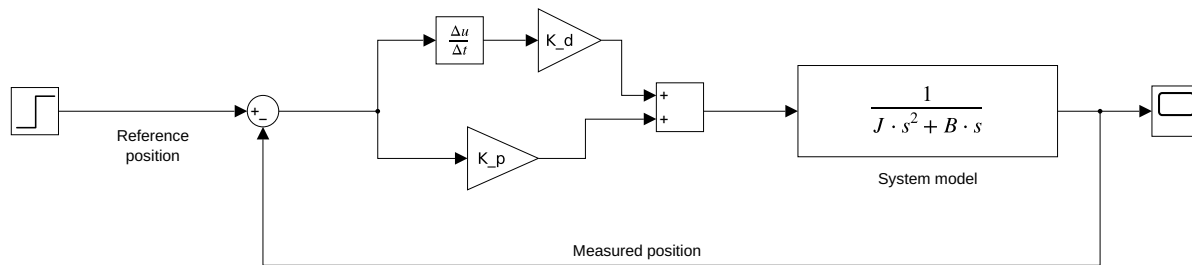 Δu
Δt
K_d
+
+
1
J · s² + B · s
+
–
Reference
position
K_p
System model
Measured position